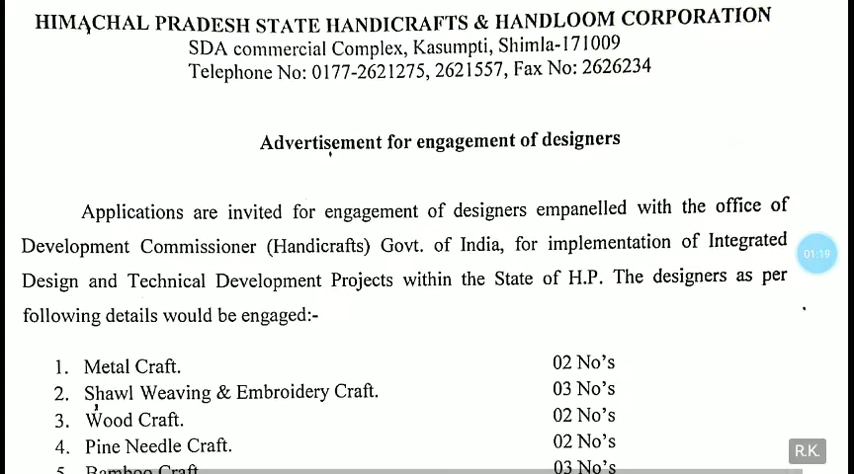 HIMACHAL PRADESH STATE HANDICRAFTS & HANDLOOM CORPORATION
SDA commercial Complex, Kasumpti, Shimla-171009
Telephone No: 0177-2621275, 2621557, Fax No: 2626234
Advertisement for engagement of designers
Applications are invited for engagement of designers empanelled with the office of
Development Commissioner (Handicrafts) Govt. of India, for implementation of Integrated
Design and Technical Development Projects within the State of H.P. The designers as per
following details would be engaged:-
01:19
1. Metal Craft. 02 No's
2. Shawl Weaving & Embroidery Craft. 03 No's
3. Wood Craft. 02 No's
4. Pine Needle Craft. 02 No's
5. Bamboo Craft 03 No's
R.K.